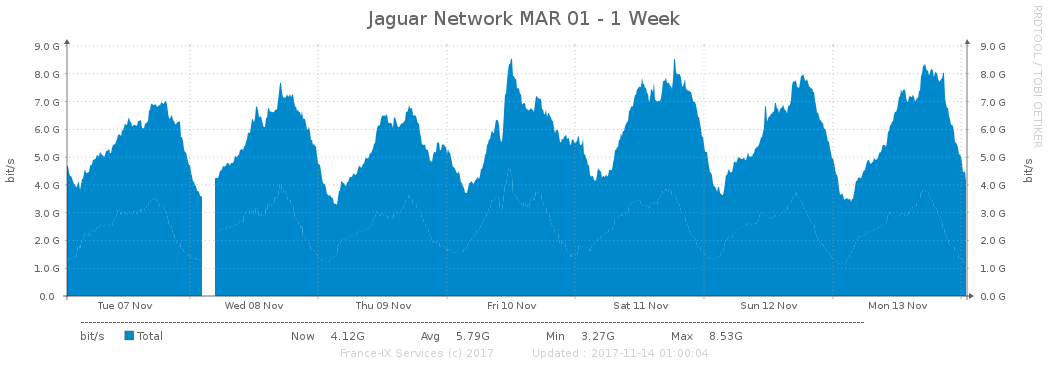 Jaguar Network MAR 01 - 1 Week
RRDTOOL / TOBI OETIKER
bit/s
9.0 G 9.0 G
8.0 G 8.0 G
7.0 G 7.0 G
6.0 G 6.0 G
5.0 G 5.0 G
4.0 G 4.0 G
3.0 G 3.0 G
2.0 G 2.0 G
1.0 G 1.0 G
0.0 0.0 G
bit/s
Tue 07 Nov Wed 08 Nov Thu 09 Nov Fri 10 Nov Sat 11 Nov Sun 12 Nov Mon 13 Nov
bit/s Total Now 4.12G Avg 5.79G Min 3.27G Max 8.53G
France-IX Services (c) 2017 Updated : 2017-11-14 01:00:04